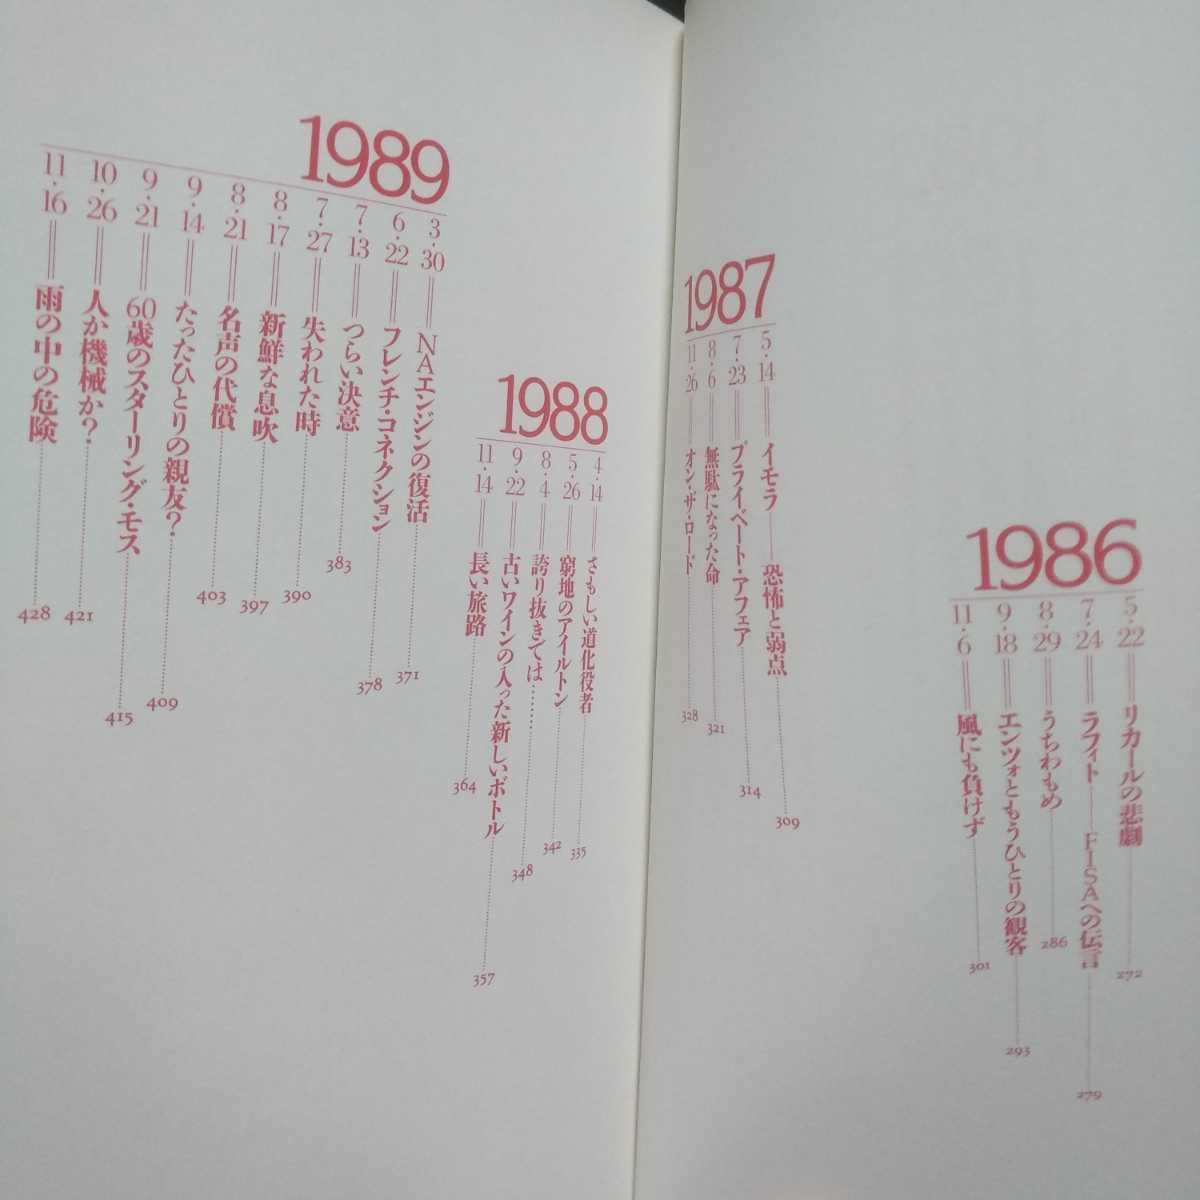 1986
5・22＝リカールの悲劇 272
7・24＝ラフィト――FISAへの伝言 279
8・29＝うちわもめ 286
9・18＝エンツォともうひとりの観客 293
11・6＝風にも負けず 301
1987
5・14＝イモラ――恐怖と弱点 309
7・23＝プライベート・アフェア 314
8・6＝無駄になった命 321
11・26＝オン・ザ・ロード 328
1988
4・14＝さもしい道化役者 335
5・26＝窮地のアイルトン 342
8・4＝誇り抜きでは…… 348
9・22＝古いワインの入った新しいボトル 357
11・14＝長い旅路 364
1989
3・30＝NAエンジンの復活 371
6・22＝フレンチ・コネクション 378
7・13＝つらい決意 383
7・27＝失われた時 390
8・17＝新鮮な息吹 397
8・21＝名声の代償 403
9・14＝たったひとりの親友？ 409
9・21＝60歳のスターリング・モス 415
10・26＝人か機械か？ 421
11・16＝雨の中の危険 428